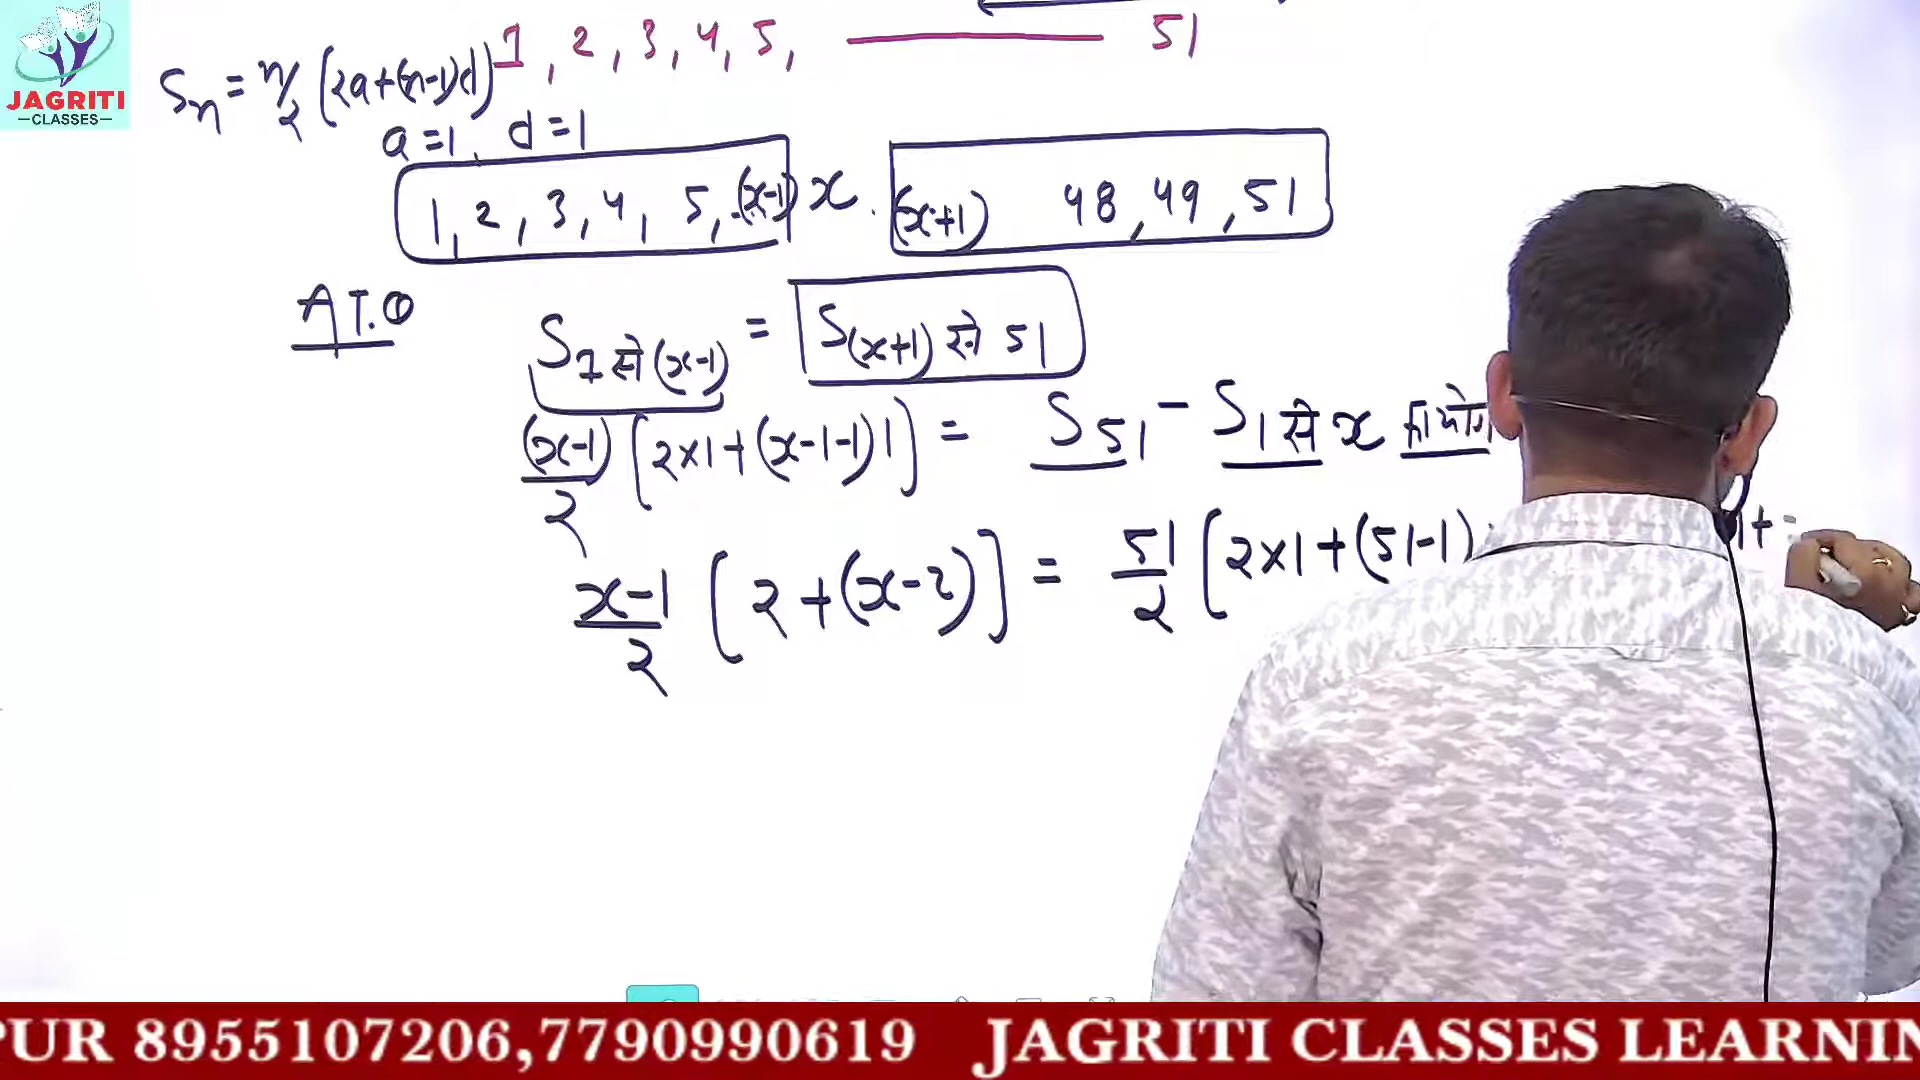 JAGRITI
—CLASSES—
1, 2, 3, 4, 5, —— 51
Sn = n/2 (2a+(n-1)d)
a=1, d=1
1, 2, 3, 4, 5, (x-1) x (x+1) 48, 49, 51
A T.Q
S1 से (x-1) = S(x+1) से 51
(x-1)/2 [2×1+(x-1-1)1] = S51 - S1 से x का योग
x-1/2 [2+(x-2)] = 51/2 [2×1+(51-1)
1+
PUR 8955107206,7790990619 JAGRITI CLASSES LEARNIN